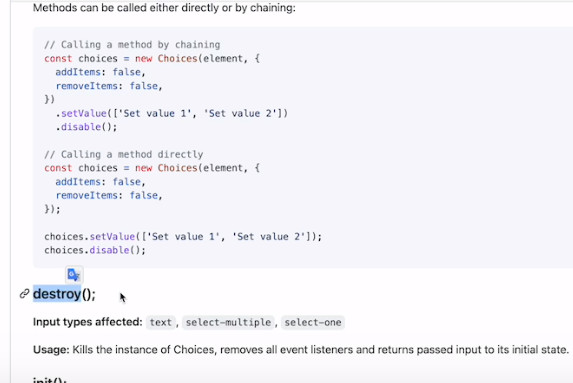 Methods can be called either directly or by chaining:
// Calling a method by chaining
const choices = new Choices(element, {
  addItems: false,
  removeItems: false,
})
  .setValue(['Set value 1', 'Set value 2'])
  .disable();
// Calling a method directly
const choices = new Choices(element, {
  addItems: false,
  removeItems: false,
});
choices.setValue(['Set value 1', 'Set value 2']);
choices.disable();
destroy();
Input types affected: text, select-multiple, select-one
Usage: Kills the instance of Choices, removes all event listeners and returns passed input to its initial state.
init();